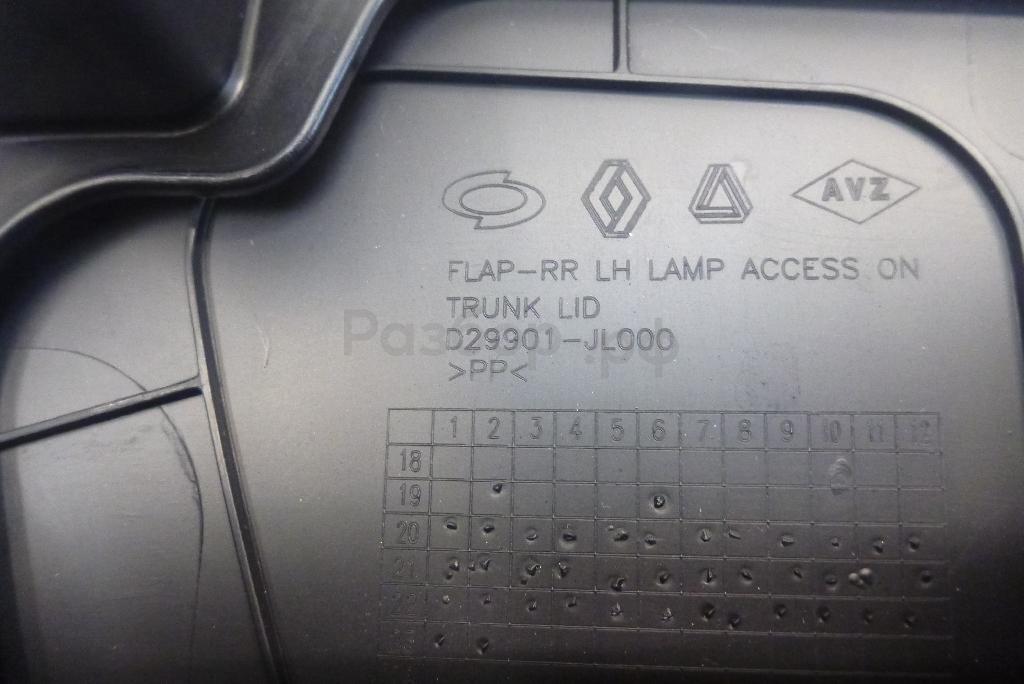 AVZ
FLAP-RR LH LAMP ACCESS ON
TRUNK LID
D29901-JL000
>PP<
Разбор.рф
1 2 3 4 5 6 7 8 9 10 11 12
18
19
20
21
22
23